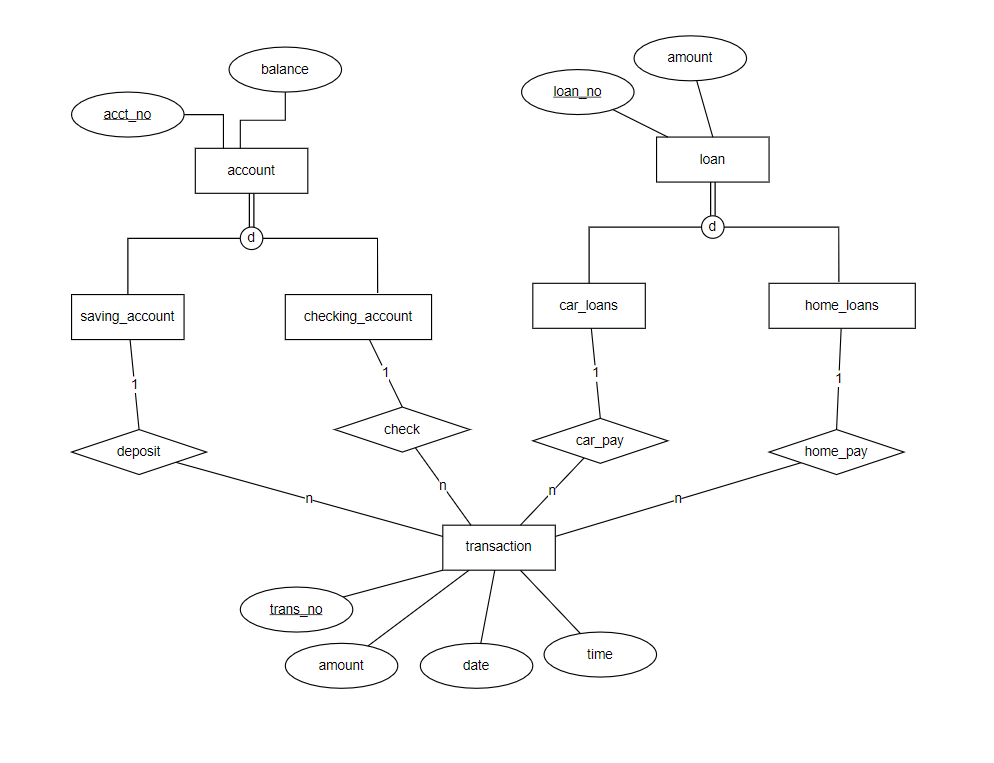 amount
balance
loan_no
acct_no
loan
account
d
d
car_loans
home_loans
saving_account
checking_account
1
1
1
1
check
car_pay
deposit
home_pay
n
n
n
n
transaction
trans_no
amount
date
time